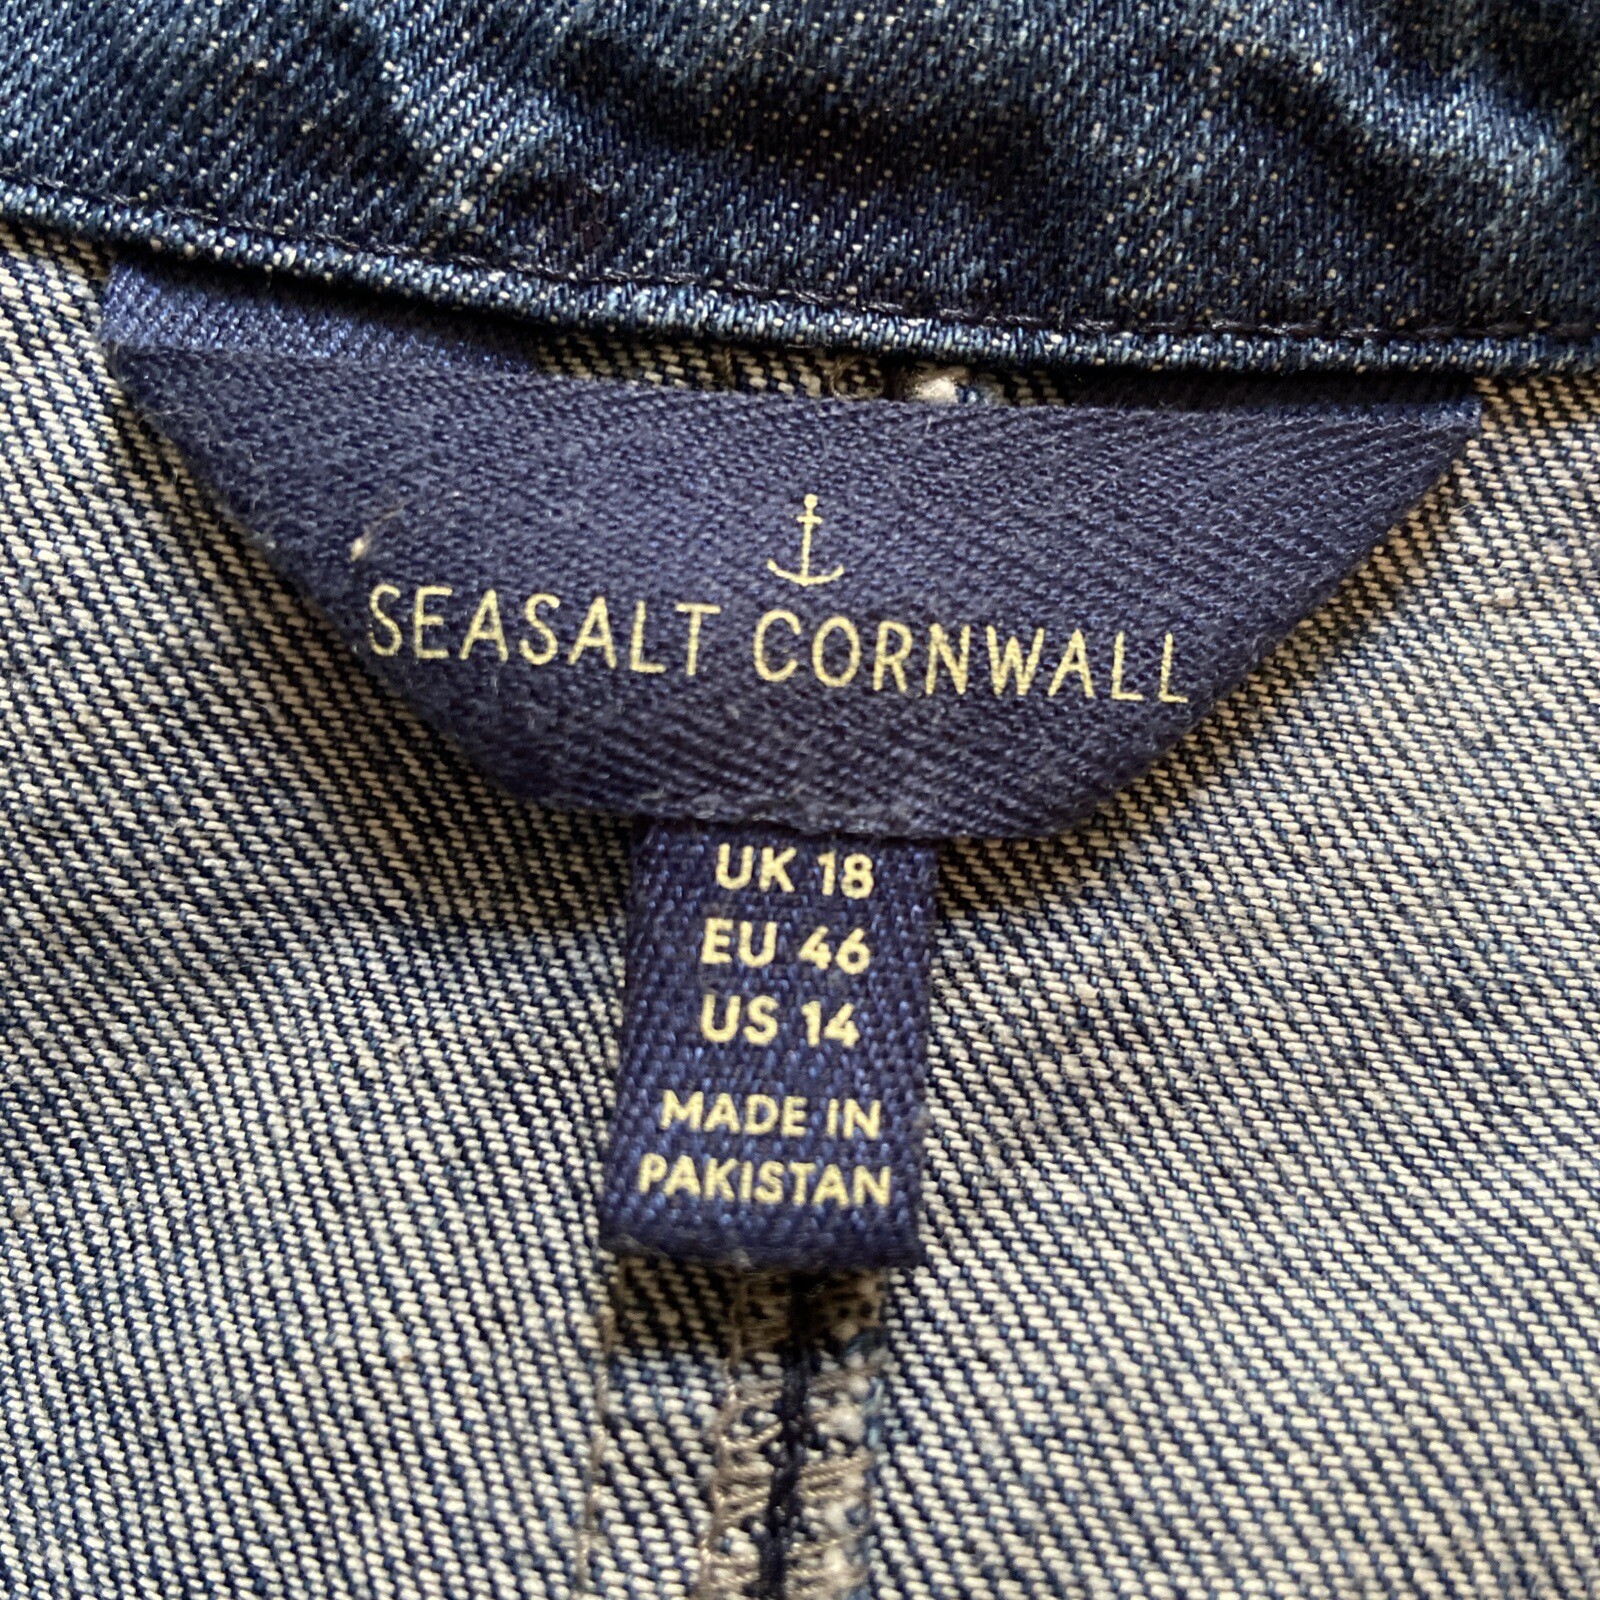 SEASALT CORNWALL
UK 18
EU 46
US 14
MADE IN
PAKISTAN